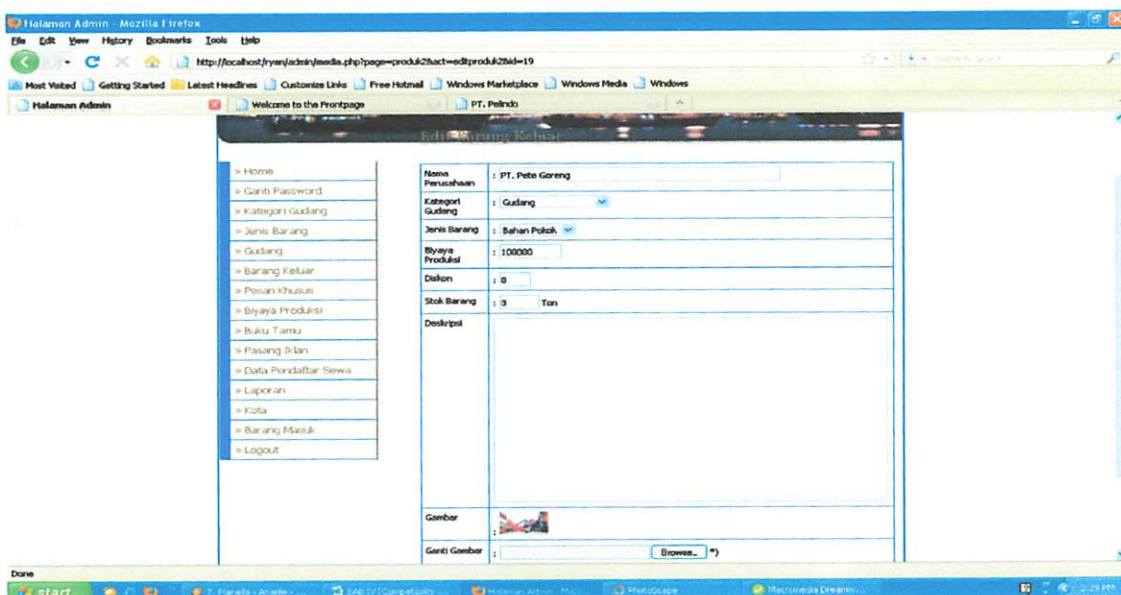 Halaman Admin - Mozilla Firefox
File Edit View History Bookmarks Tools Help
http://localhost/ryan/admin/media.php?page=produk2&act=editproduk2&id=19
Most Visited Getting Started Latest Headlines Customize Links Free Hotmail Windows Marketplace Windows Media Windows
Halaman Admin Welcome to the Frontpage PT. Pelindo
Edit Barang Keluar
» Home
» Ganti Password
» Kategori Gudang
» Jenis Barang
» Gudang
» Barang Keluar
» Pesan Khusus
» Biyaya Produksi
» Buku Tamu
» Pasang Iklan
» Data Pendaftar Sewa
» Laporan
» Kota
» Barang Masuk
» Logout
Nama Perusahaan : PT. Pete Goreng
Kategori Gudang : Gudang
Jenis Barang : Bahan Pokok
Biyaya Produksi : 100000
Diskon : 0
Stok Barang : 3 Ton
Deskripsi
Gambar :
Ganti Gambar : Browse... *)
Done
start Halaman Admin - Mo... PhotoScape Macromedia Dreamw...